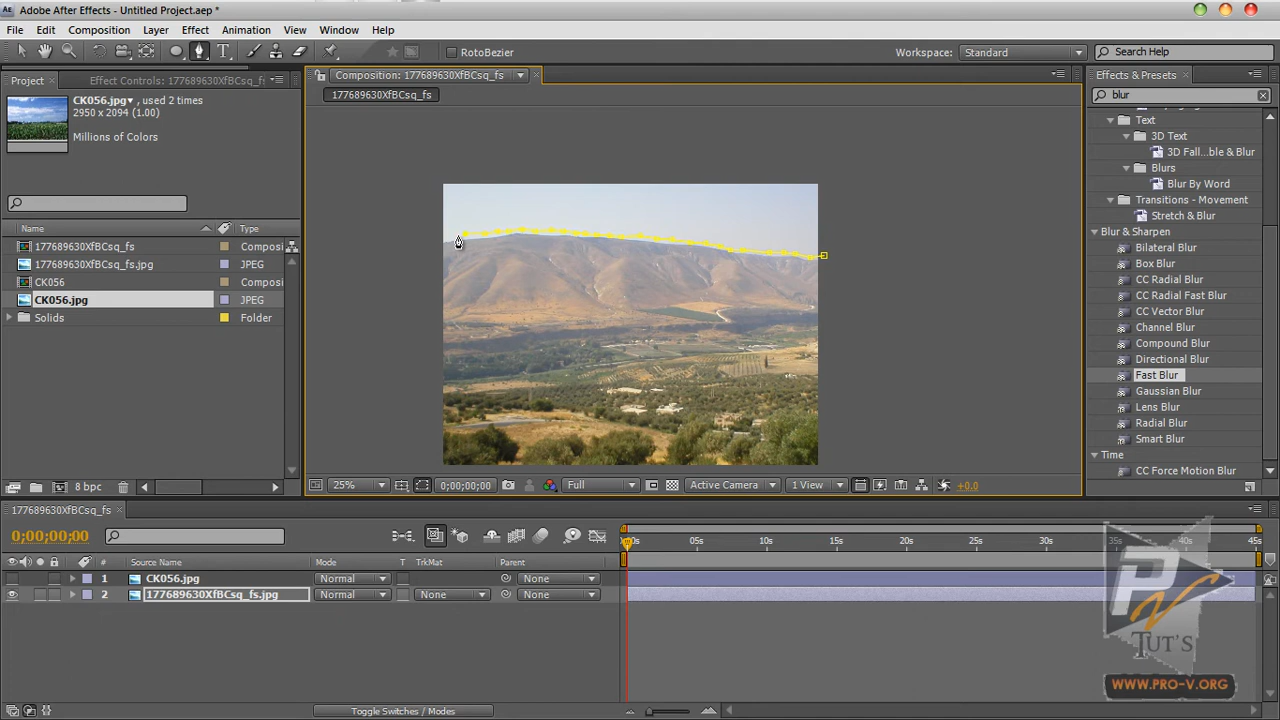 Ae Adobe After Effects - Untitled Project.aep *
File Edit Composition Layer Effect Animation View Window Help
RotoBezier
Workspace: Standard
Search Help
Project
Effect Controls: 177689630XfBCsq_f
Composition: 177689630XfBCsq_fs
Effects & Presets
177689630XfBCsq_fs
blur
CK056.jpg▾, used 2 times
2950 x 2094 (1.00)
Millions of Colors
Name Type
177689630XfBCsq_fs Composi
177689630XfBCsq_fs.jpg JPEG
CK056 Composi
CK056.jpg JPEG
Solids Folder
8 bpc
25%
0;00;00;00
Full
Active Camera
1 View
+0.0
Text
3D Text
3D Fall...ble & Blur
Blurs
Blur By Word
Transitions - Movement
Stretch & Blur
Blur & Sharpen
Bilateral Blur
Box Blur
CC Radial Blur
CC Radial Fast Blur
CC Vector Blur
Channel Blur
Compound Blur
Directional Blur
Fast Blur
Gaussian Blur
Lens Blur
Radial Blur
Smart Blur
Time
CC Force Motion Blur
177689630XfBCsq_fs
0;00;00;00
:00s 05s 10s 15s 20s 25s 30s 35s 40s 45s
# Source Name Mode T TrkMat Parent
1 CK056.jpg Normal None
2 177689630XfBCsq_fs.jpg Normal None None
Toggle Switches / Modes
PV
TUT'S
WWW.PRO-V.ORG